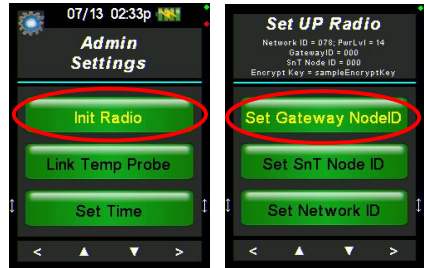 07/13 02:33p
Admin
Settings
Init Radio
Link Temp Probe
Set Time
< ▲ ▼ >
Set UP Radio
Network ID = 078; PwrLvl = 14
GatewayID = 000
SnT Node ID = 000
Encrypt Key = sampleEncryptKey
Set Gateway NodeID
Set SnT Node ID
Set Network ID
< ▲ ▼ >